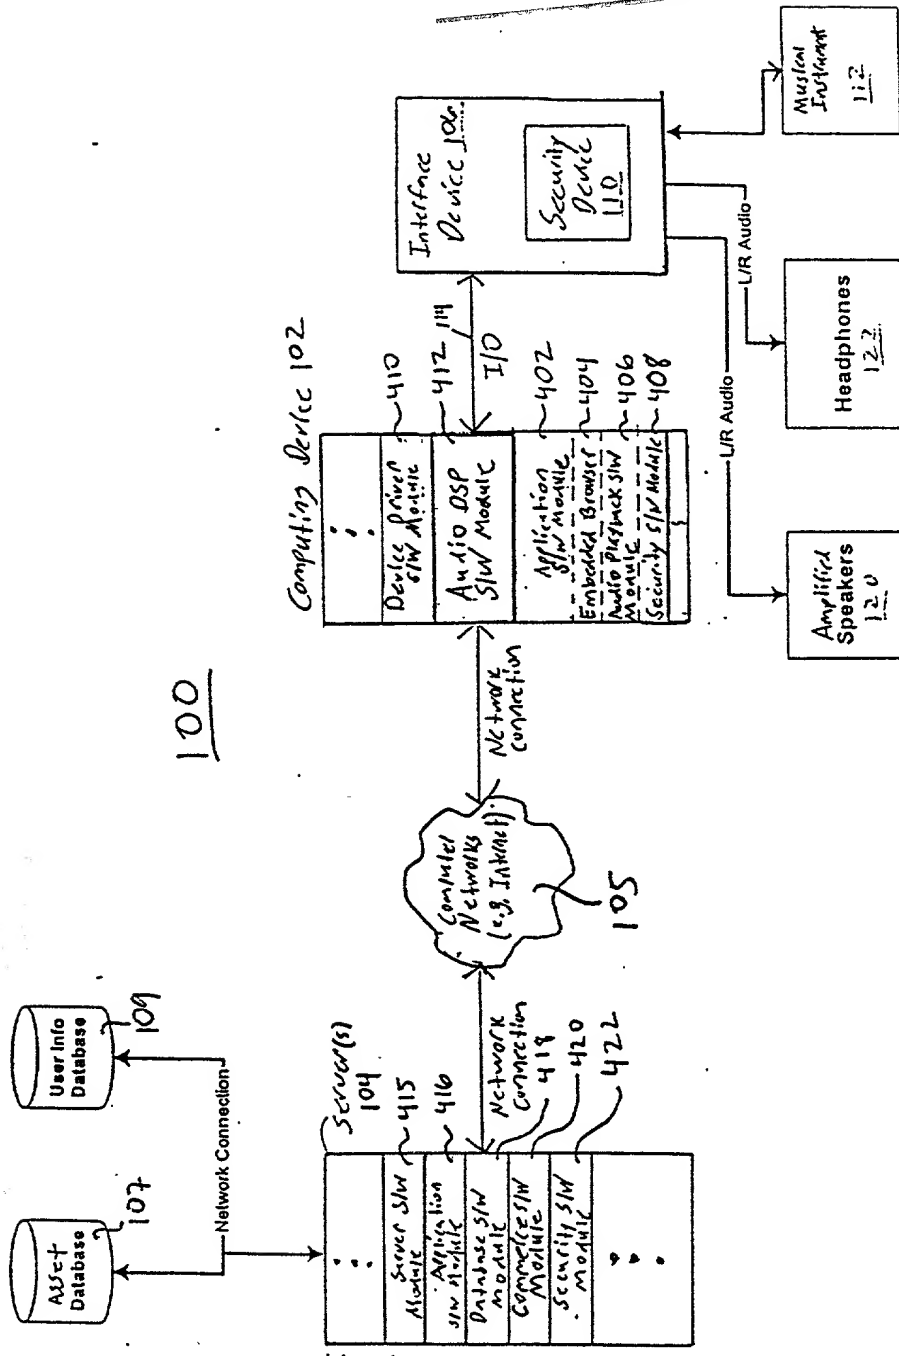 100
Asset
Database
107
User Info
Database
109
Network Connection
Server(s)
104
Server S/W
Module
415
Application
S/W Module
416
Database S/W
Module
418
Commerce S/W
Module
420
Security S/W
Module
422
Network
Connection
Computer
Networks
(e.g. Internet)
105
Network
Connection
Computing Device 102
Device Driver
S/W Module
410
Audio DSP
S/W Module
412
Application
S/W Module
402
Embedded Browser
404
Audio Playback S/W
Module
406
Security S/W Module
408
114
I/O
Interface
Device 106
Security
Device
110
L/R Audio
L/R Audio
Amplified
Speakers
120
Headphones
122
Musical
Instrument
112